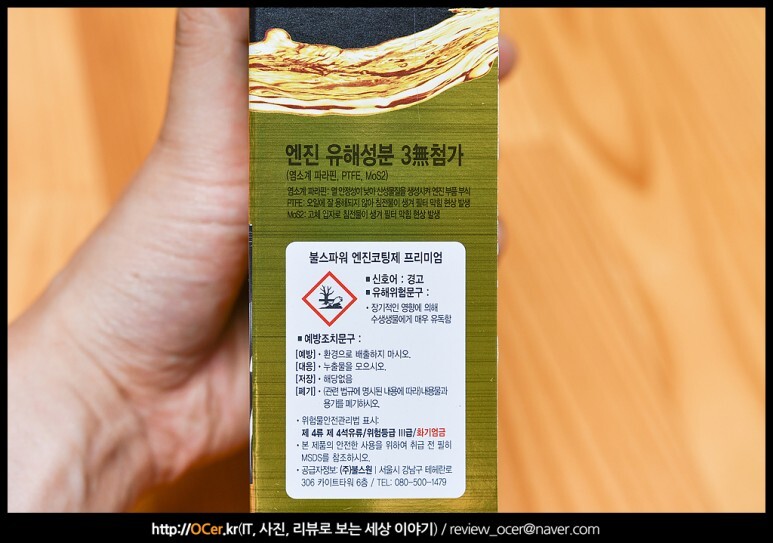 엔진 유해성분 3無첨가
(염소계 파라핀, PTFE, MoS2)
염소계 파라핀 : 열 안정성이 낮아 산성물질을 생성시켜 엔진 부품 부식
PTFE : 오일에 잘 용해되지 않아 침전물이 생겨 필터 막힘 현상 발생
MoS2 : 고체 입자로 침전물이 생겨 필터 막힘 현상 발생
불스파워 엔진코팅제 프리미엄
■ 신호어 : 경고
■ 유해위험문구 :
· 장기적인 영향에 의해
수생생물에게 매우 유독함
■ 예방조치문구 :
[예방] · 환경으로 배출하지 마시오.
[대응] · 누출물을 모으시오.
[저장] · 해당없음
[폐기] · (관련 법규에 명시된 내용에 따라)내용물과
용기를 폐기하시오.
· 위험물안전관리법 표시:
제 4류 제 4석유류/위험등급 III급/화기엄금
· 본 제품의 안전한 사용을 위하여 취급 전 필히
MSDS를 참조하시오.
· 공급자정보: (주)불스원 | 서울시 강남구 테헤란로
306 카이트타워 6층 / TEL: 080-500-1479
http://OCer.kr(IT, 사진, 리뷰로 보는 세상 이야기) / review_ocer@naver.com